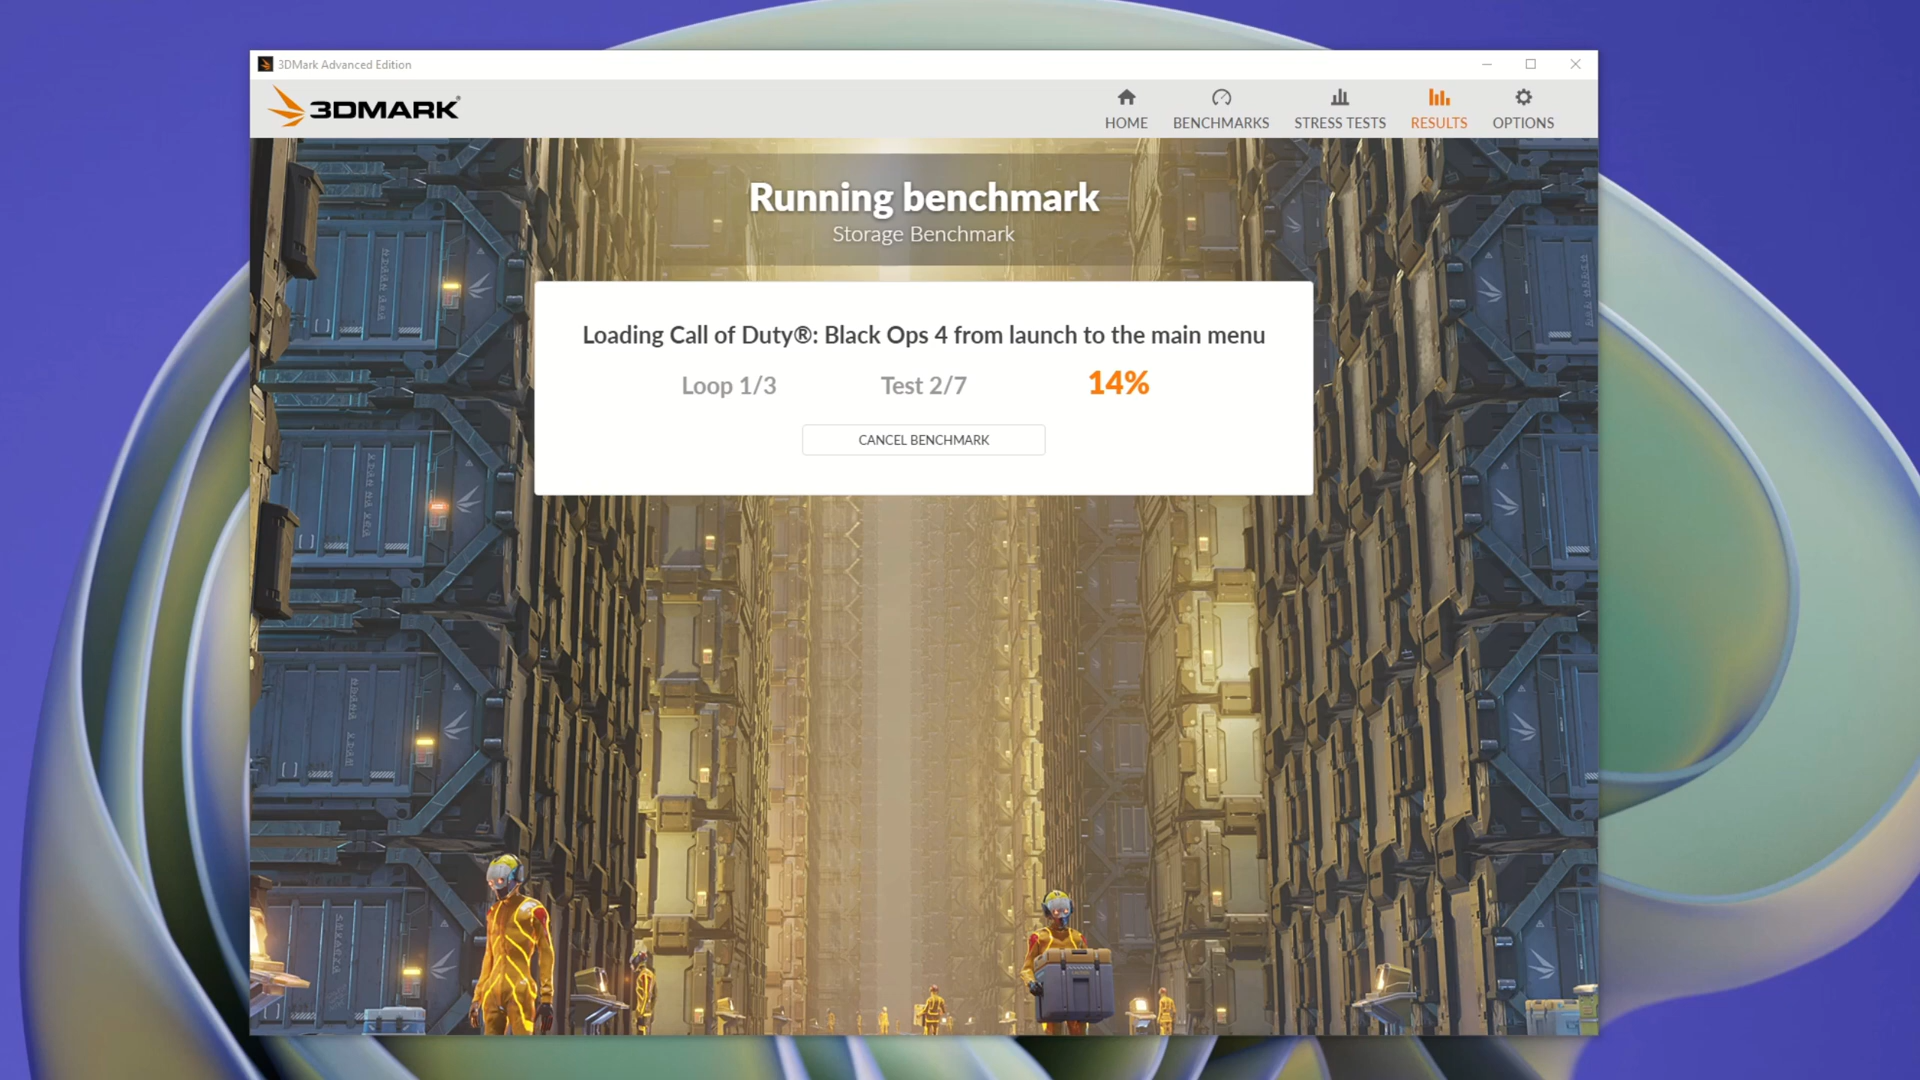 3DMark Advanced Edition
3DMARK®
HOME
BENCHMARKS
STRESS TESTS
RESULTS
OPTIONS
Running benchmark
Storage Benchmark
Loading Call of Duty®: Black Ops 4 from launch to the main menu
Loop 1/3
Test 2/7
14%
CANCEL BENCHMARK